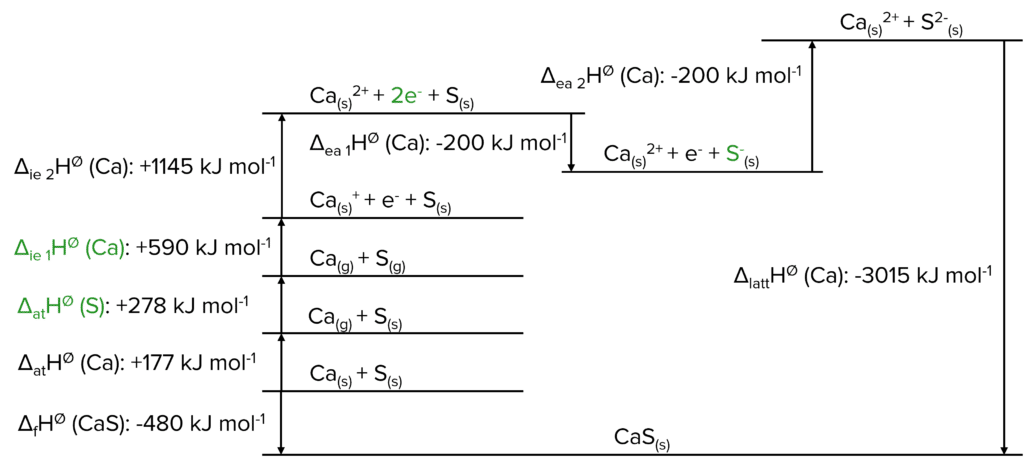 Ca(s)²⁺ + S²⁻(s)
Δea 2HØ (Ca): -200 kJ mol⁻¹
Ca(s)²⁺ + 2e⁻ + S(s)
Δea 1HØ (Ca): -200 kJ mol⁻¹
Ca(s)²⁺ + e⁻ + S⁻(s)
Δie 2HØ (Ca): +1145 kJ mol⁻¹
Ca(s)⁺ + e⁻ + S(s)
Δie 1HØ (Ca): +590 kJ mol⁻¹
Ca(g) + S(g)
ΔlattHØ (Ca): -3015 kJ mol⁻¹
ΔatHØ (S): +278 kJ mol⁻¹
Ca(g) + S(s)
ΔatHØ (Ca): +177 kJ mol⁻¹
Ca(s) + S(s)
ΔfHØ (CaS): -480 kJ mol⁻¹
CaS(s)